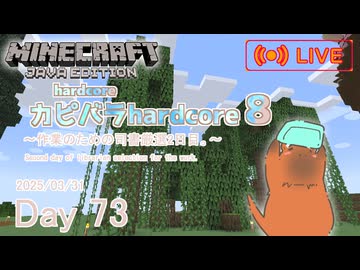 MINECRAFT
JAVA EDITION
LIVE
hardcore
カピバラhardcore 8
～作業のための司書厳選2日目。～
Second day of librarian selection for the work.
2025/08/31
Day 73